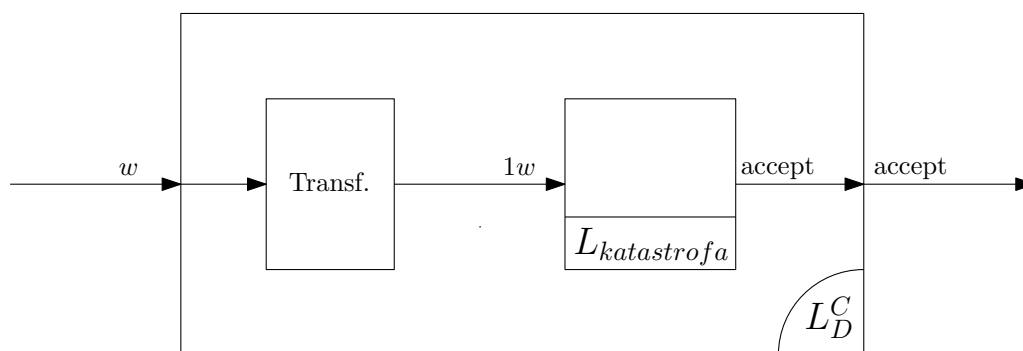 w
Transf.
1w
accept
accept
L_{katastrofa}
L_D^C